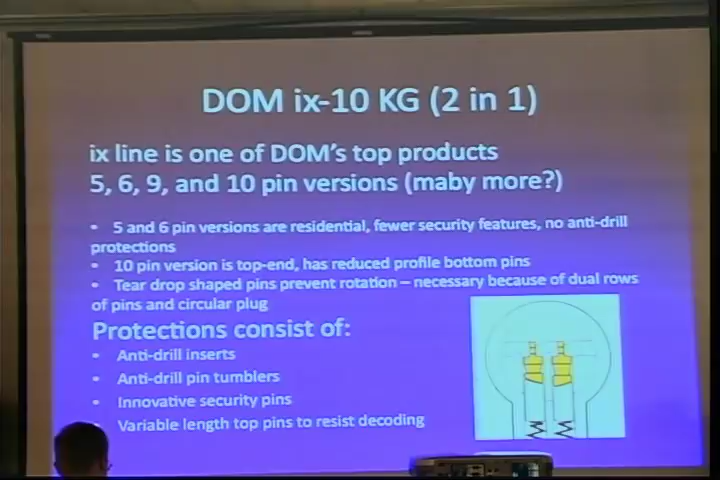 DOM ix-10 KG (2 in 1)
ix line is one of DOM's top products
5, 6, 9, and 10 pin versions (maby more?)
• 5 and 6 pin versions are residential, fewer security features, no anti-drill
protections
• 10 pin version is top-end, has reduced profile bottom pins
• Tear drop shaped pins prevent rotation – necessary because of dual rows
of pins and circular plug
Protections consist of:
• Anti-drill inserts
• Anti-drill pin tumblers
• Innovative security pins
• Variable length top pins to resist decoding